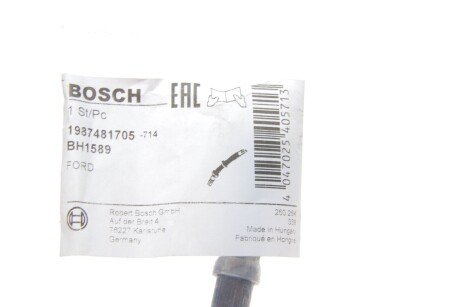 BOSCH EAC
1 St/Pc
1987481705 -714
BH1589
FORD
4 047025 405713
Robert Bosch GmbH
Auf der Breit 4
76227 Karlsruhe
Germany
Made in Hungary
Fabriqué en Hongrie